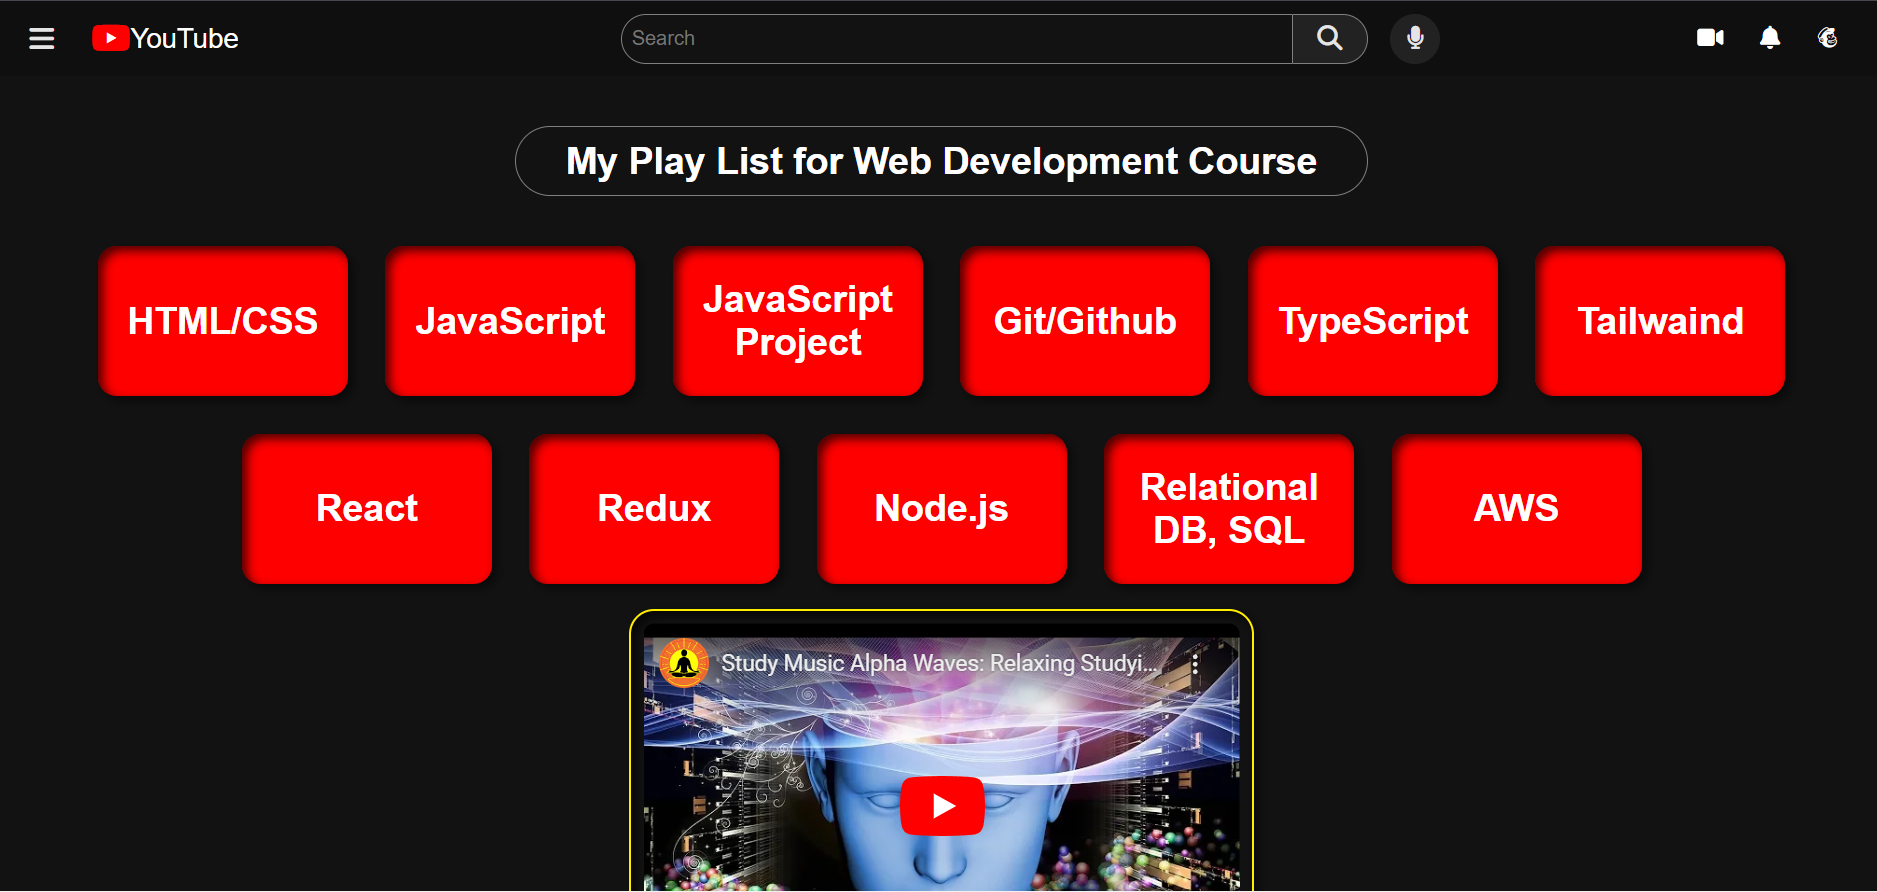 YouTube
Search
My Play List for Web Development Course
HTML/CSS
JavaScript
JavaScript
Project
Git/Github
TypeScript
Tailwaind
React
Redux
Node.js
Relational
DB, SQL
AWS
Study Music Alpha Waves: Relaxing Studyi...